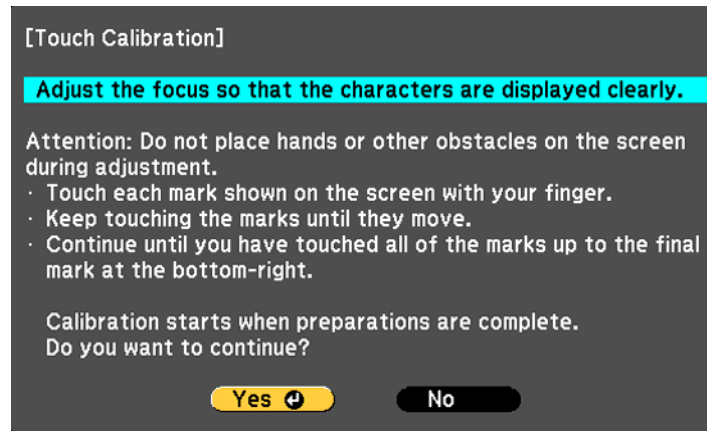 [Touch Calibration]
Adjust the focus so that the characters are displayed clearly.
Attention: Do not place hands or other obstacles on the screen
during adjustment.
· Touch each mark shown on the screen with your finger.
· Keep touching the marks until they move.
· Continue until you have touched all of the marks up to the final
mark at the bottom-right.
Calibration starts when preparations are complete.
Do you want to continue?
Yes No